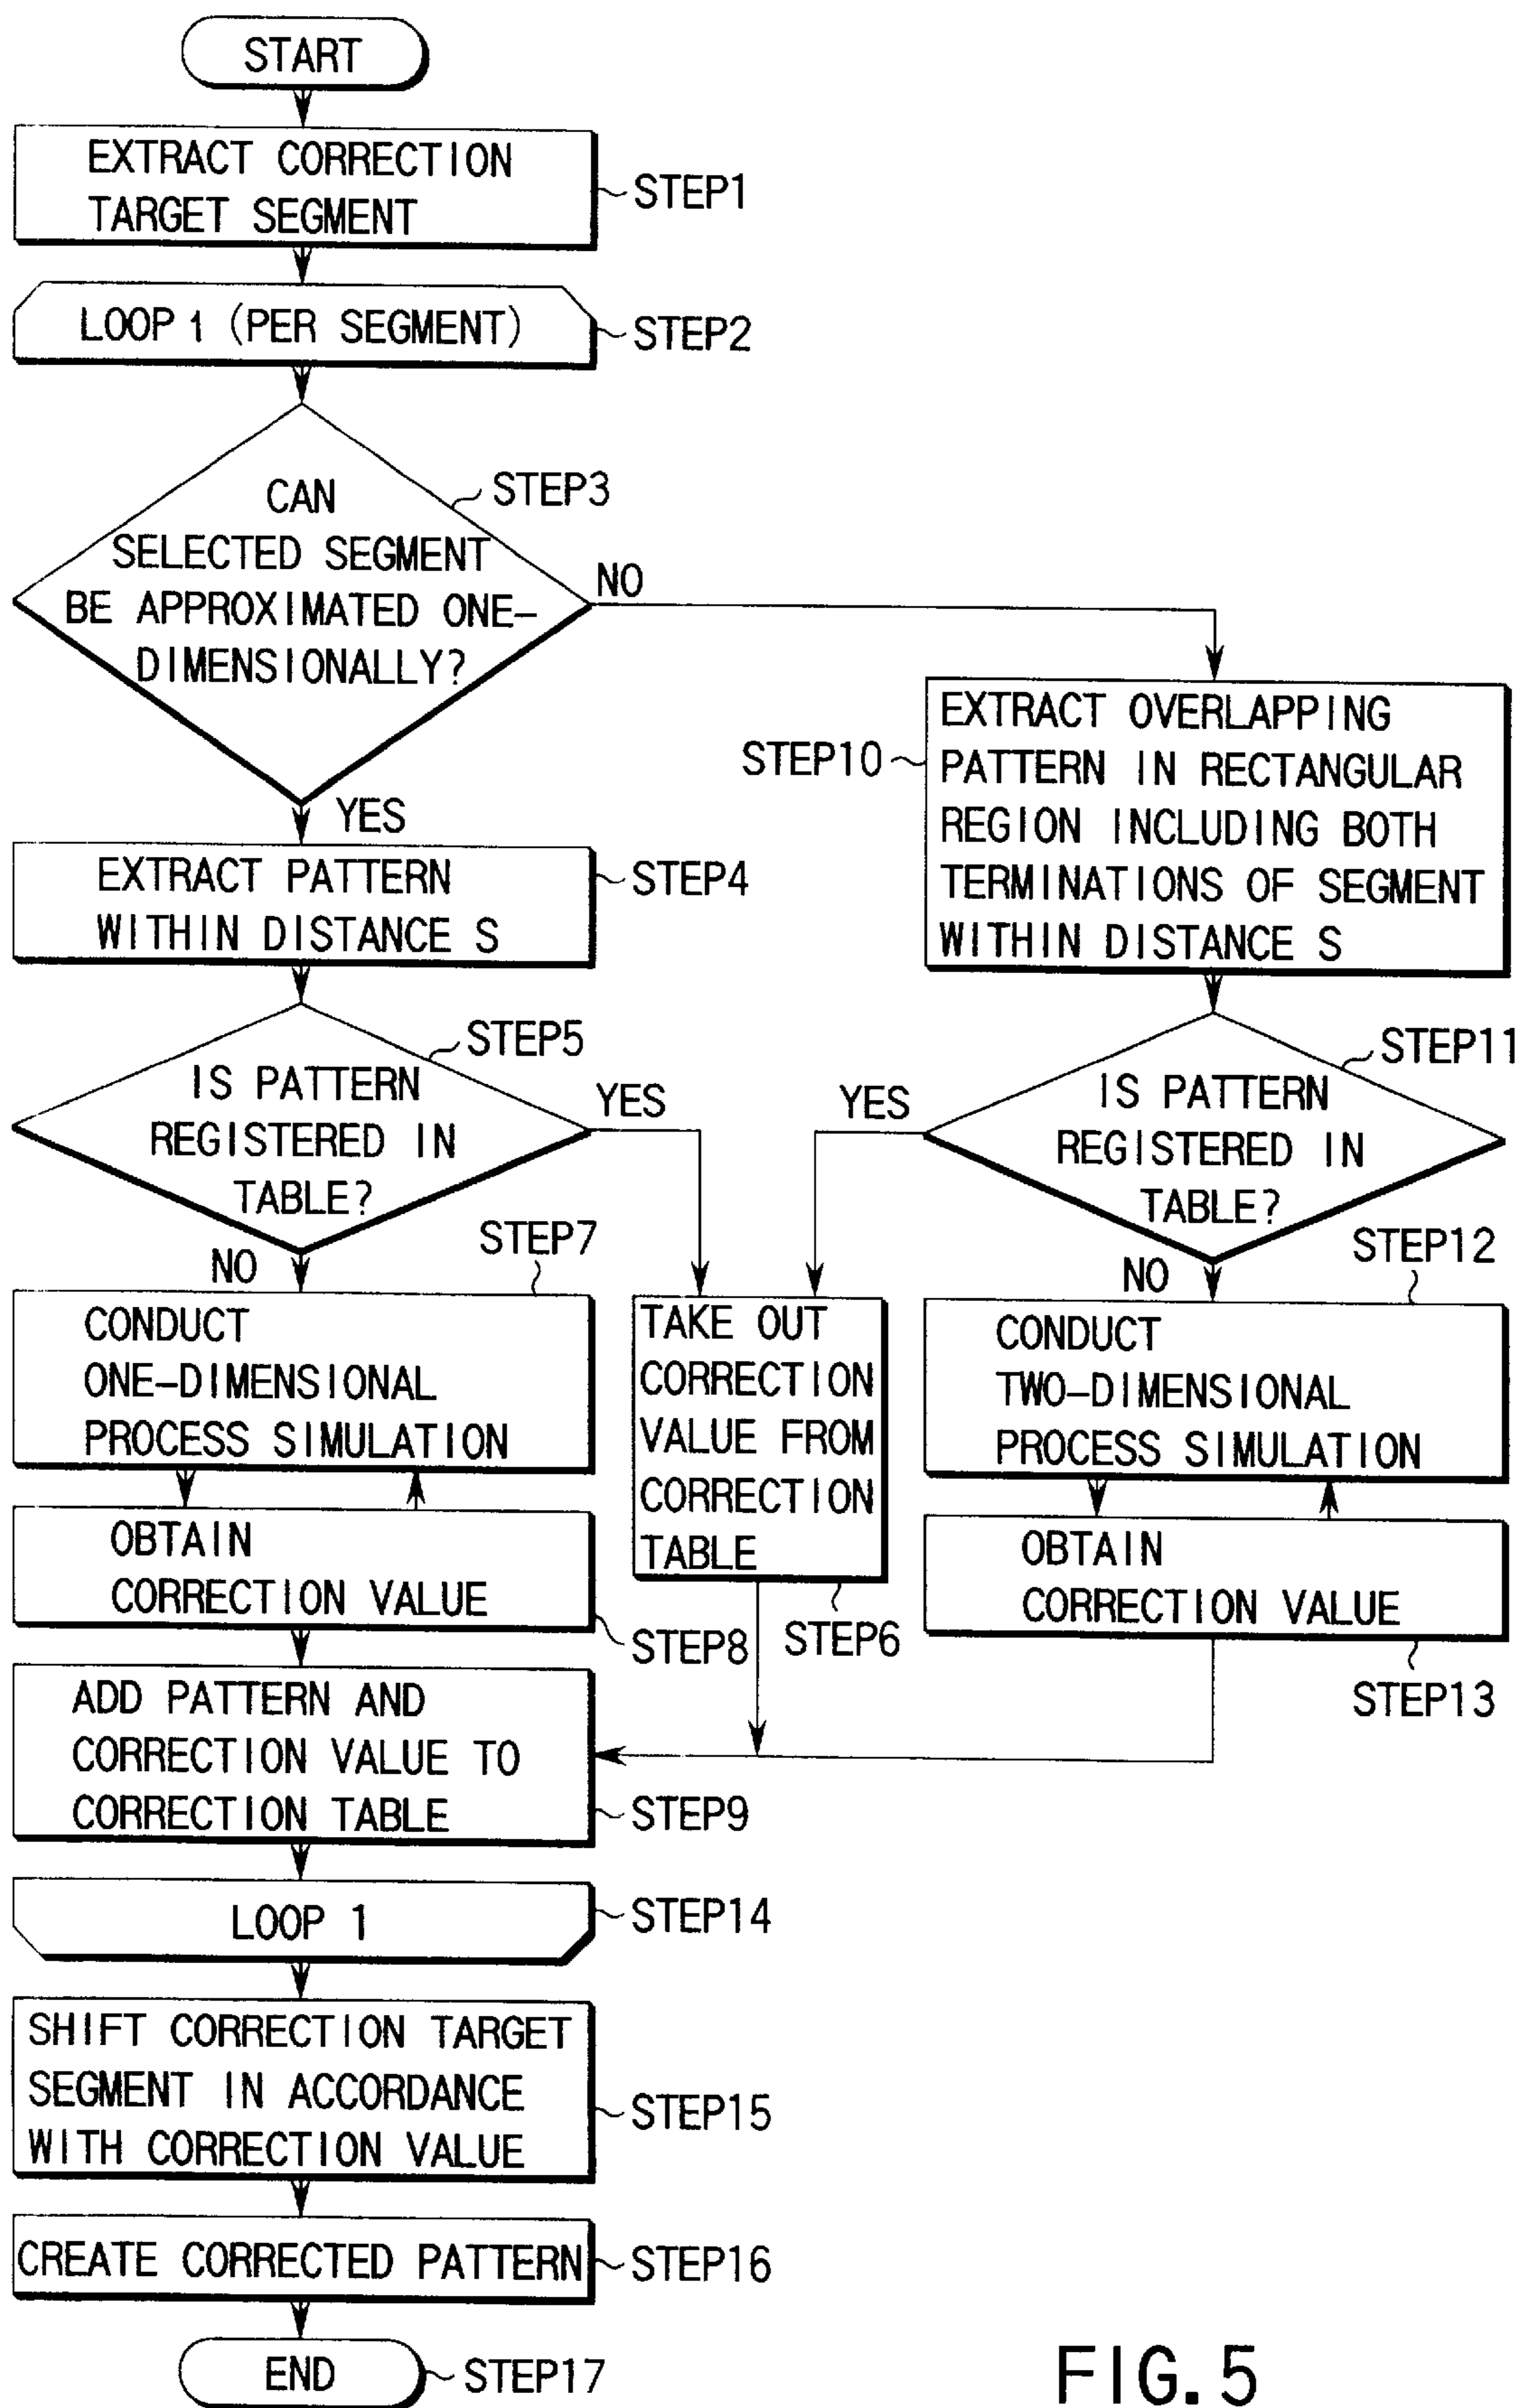 START
EXTRACT CORRECTION
TARGET SEGMENT
STEP1
LOOP 1 (PER SEGMENT)
STEP2
CAN
SELECTED SEGMENT
BE APPROXIMATED ONE-
DIMENSIONALLY?
STEP3
NO
YES
EXTRACT PATTERN
WITHIN DISTANCE S
STEP4
STEP10
EXTRACT OVERLAPPING
PATTERN IN RECTANGULAR
REGION INCLUDING BOTH
TERMINATIONS OF SEGMENT
WITHIN DISTANCE S
STEP5
IS PATTERN
REGISTERED IN
TABLE?
YES
NO
STEP11
IS PATTERN
REGISTERED IN
TABLE?
YES
NO
STEP7
CONDUCT
ONE-DIMENSIONAL
PROCESS SIMULATION
TAKE OUT
CORRECTION
VALUE FROM
CORRECTION
TABLE
STEP6
STEP12
CONDUCT
TWO-DIMENSIONAL
PROCESS SIMULATION
OBTAIN
CORRECTION VALUE
STEP8
OBTAIN
CORRECTION VALUE
STEP13
ADD PATTERN AND
CORRECTION VALUE TO
CORRECTION TABLE
STEP9
LOOP 1
STEP14
SHIFT CORRECTION TARGET
SEGMENT IN ACCORDANCE
WITH CORRECTION VALUE
STEP15
CREATE CORRECTED PATTERN
STEP16
END
STEP17
FIG. 5